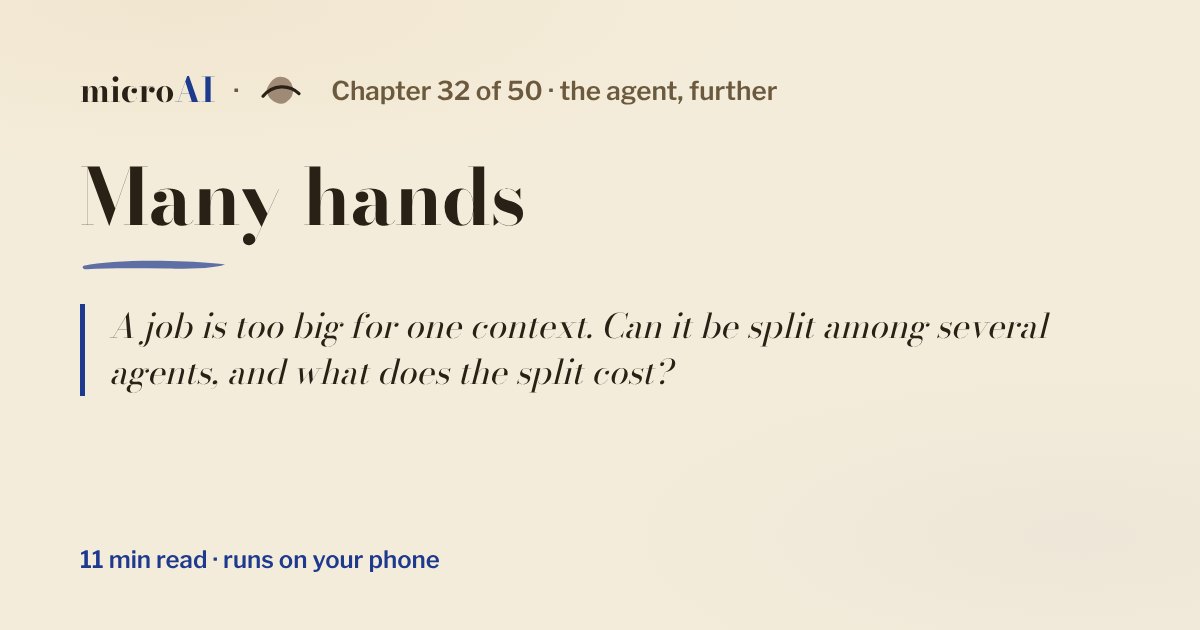 microAI · Chapter 32 of 50 · the agent, further
Many hands
A job is too big for one context. Can it be split among several
agents, and what does the split cost?
11 min read · runs on your phone